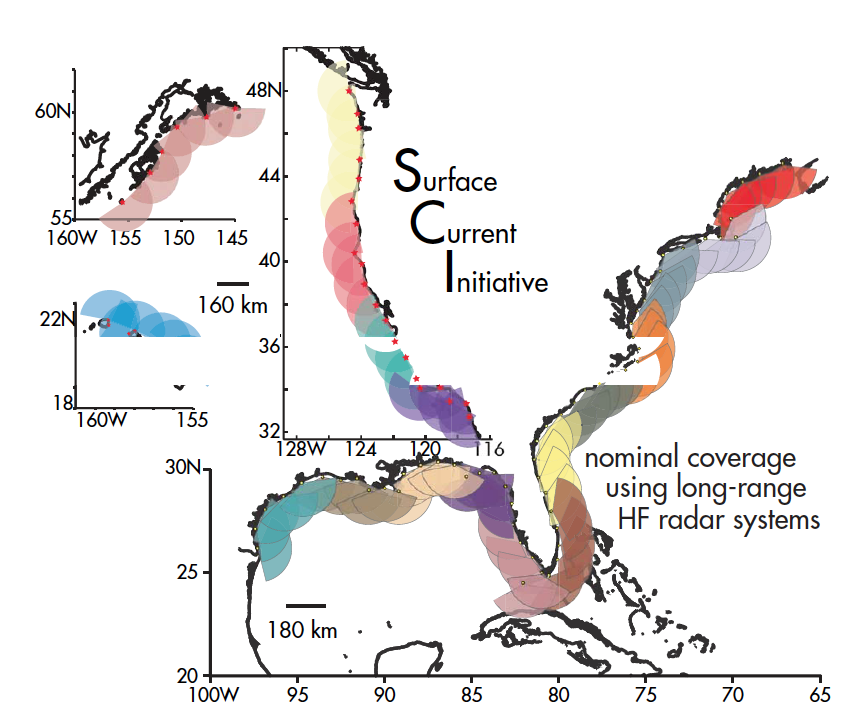 60N
55
160W 155 150 145
160 km
22N
18
160W 155
48N
44
40
36
32
128W 124 120 116
Surface
Current
Initiative
nominal coverage
using long-range
HF radar systems
30N
25
20
180 km
100W 95 90 85 80 75 70 65